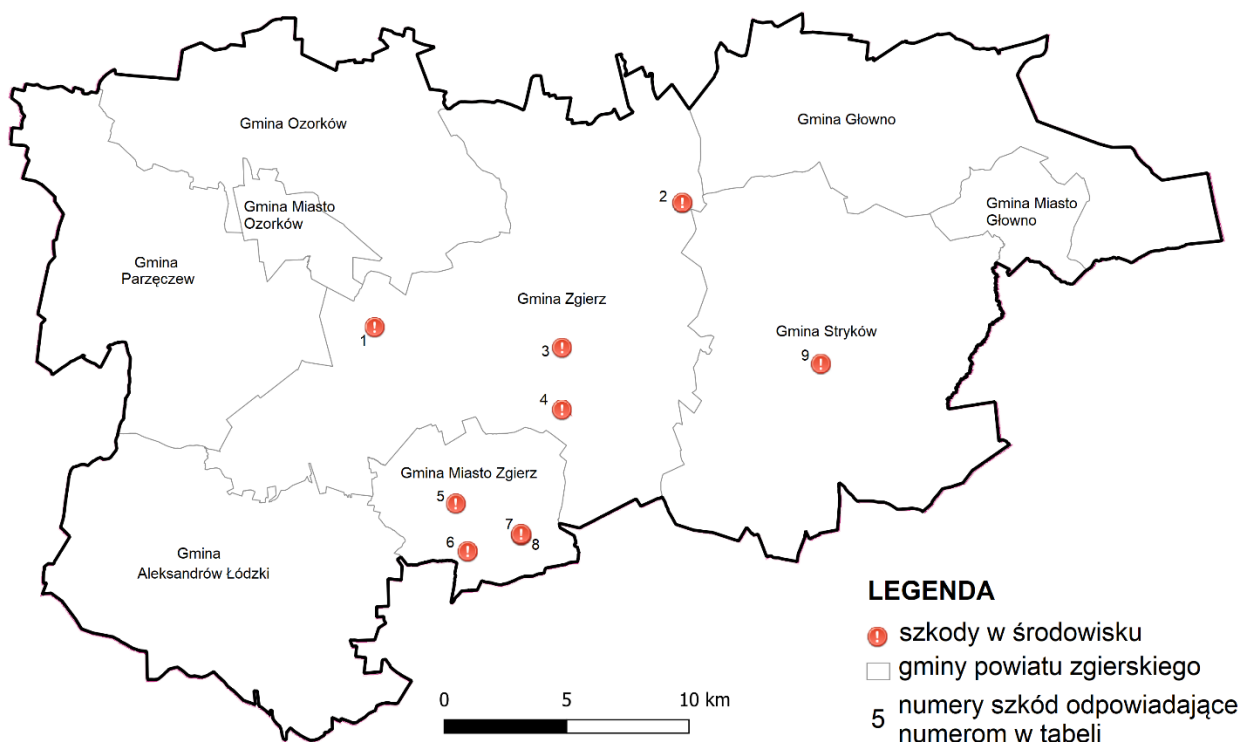 Gmina Ozorków
Gmina Głowno
Gmina Miasto
Ozorków
2
Gmina Miasto
Głowno
Gmina
Parzęczew
Gmina Zgierz
1
3
Gmina Stryków
9
4
Gmina Miasto Zgierz
5
7
6
8
Gmina
Aleksandrów Łódzki
LEGENDA
szkody w środowisku
gminy powiatu zgierskiego
5 numery szkód odpowiadające
numerom w tabeli
0 5 10 km